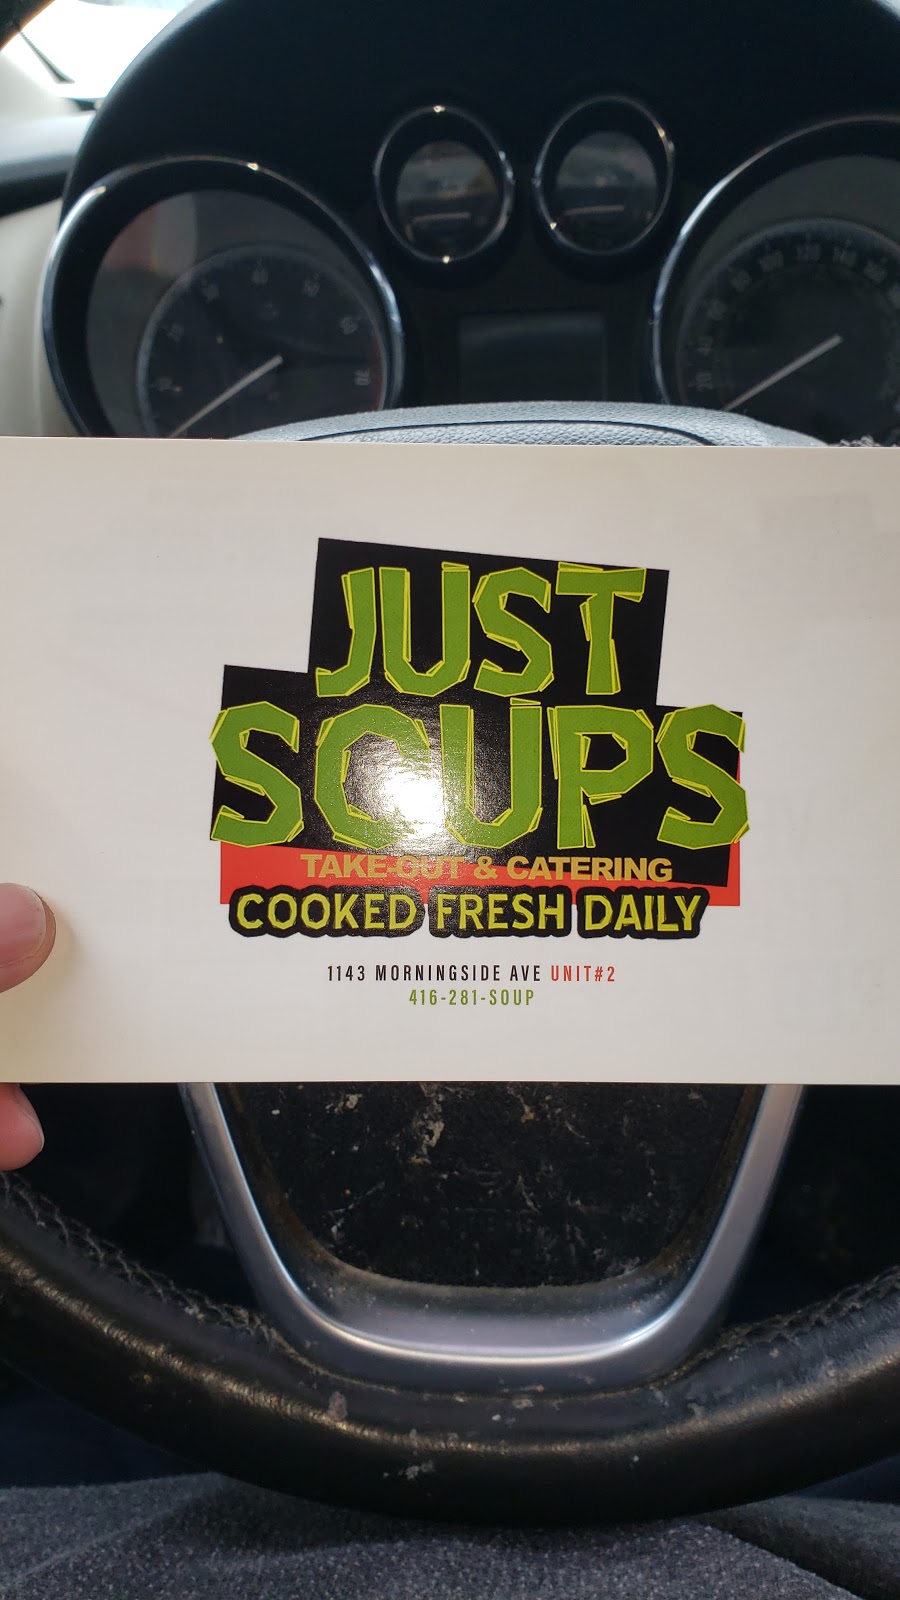 JUST
SOUPS
TAKE-OUT & CATERING
COOKED FRESH DAILY
1143 MORNINGSIDE AVE UNIT#2
416-281-SOUP